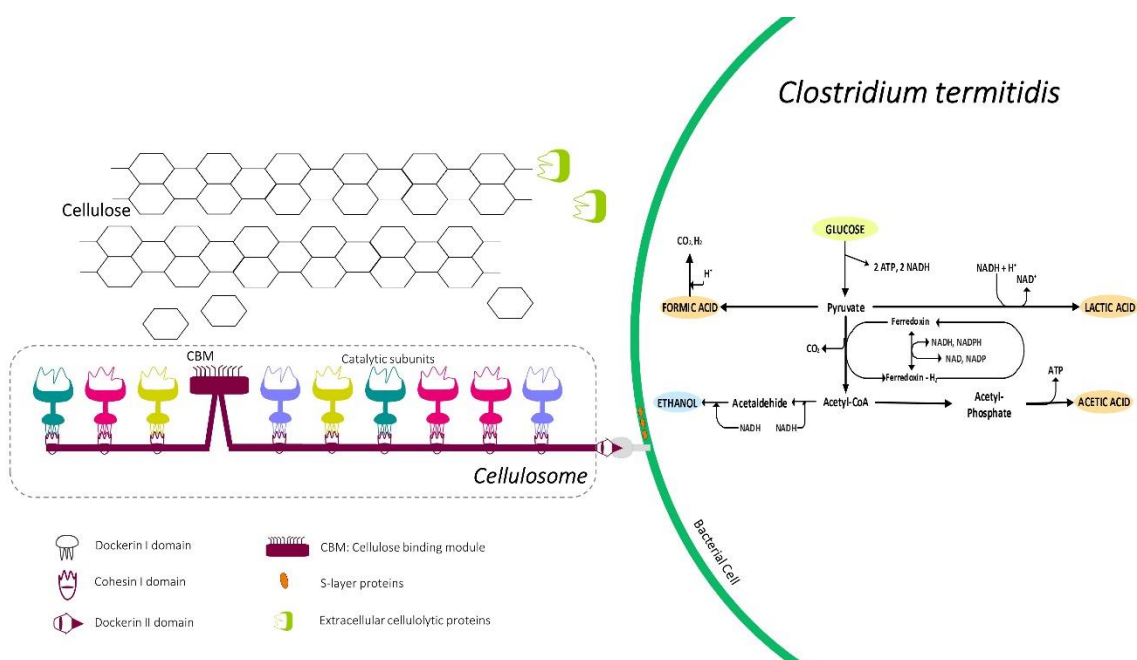 Clostridium termitidis
Cellulose
CBM
Catalytic subunits
Cellulosome
Dockerin I domain
Cohesin I domain
Dockerin II domain
CBM: Cellulose binding module
S-layer proteins
Extracellular cellulolytic proteins
Bacterial Cell
GLUCOSE
2 ATP, 2 NADH
CO₂, H₂
H⁺
FORMIC ACID
Pyruvate
NADH + H⁺
NAD⁺
LACTIC ACID
Ferredoxin
NADH, NADPH
NAD, NADP
Ferredoxin - H₂
CO₂
ETHANOL
Acetaldehyde
Acetyl-CoA
NADH
NADH
Acetyl-
Phosphate
ATP
ACETIC ACID